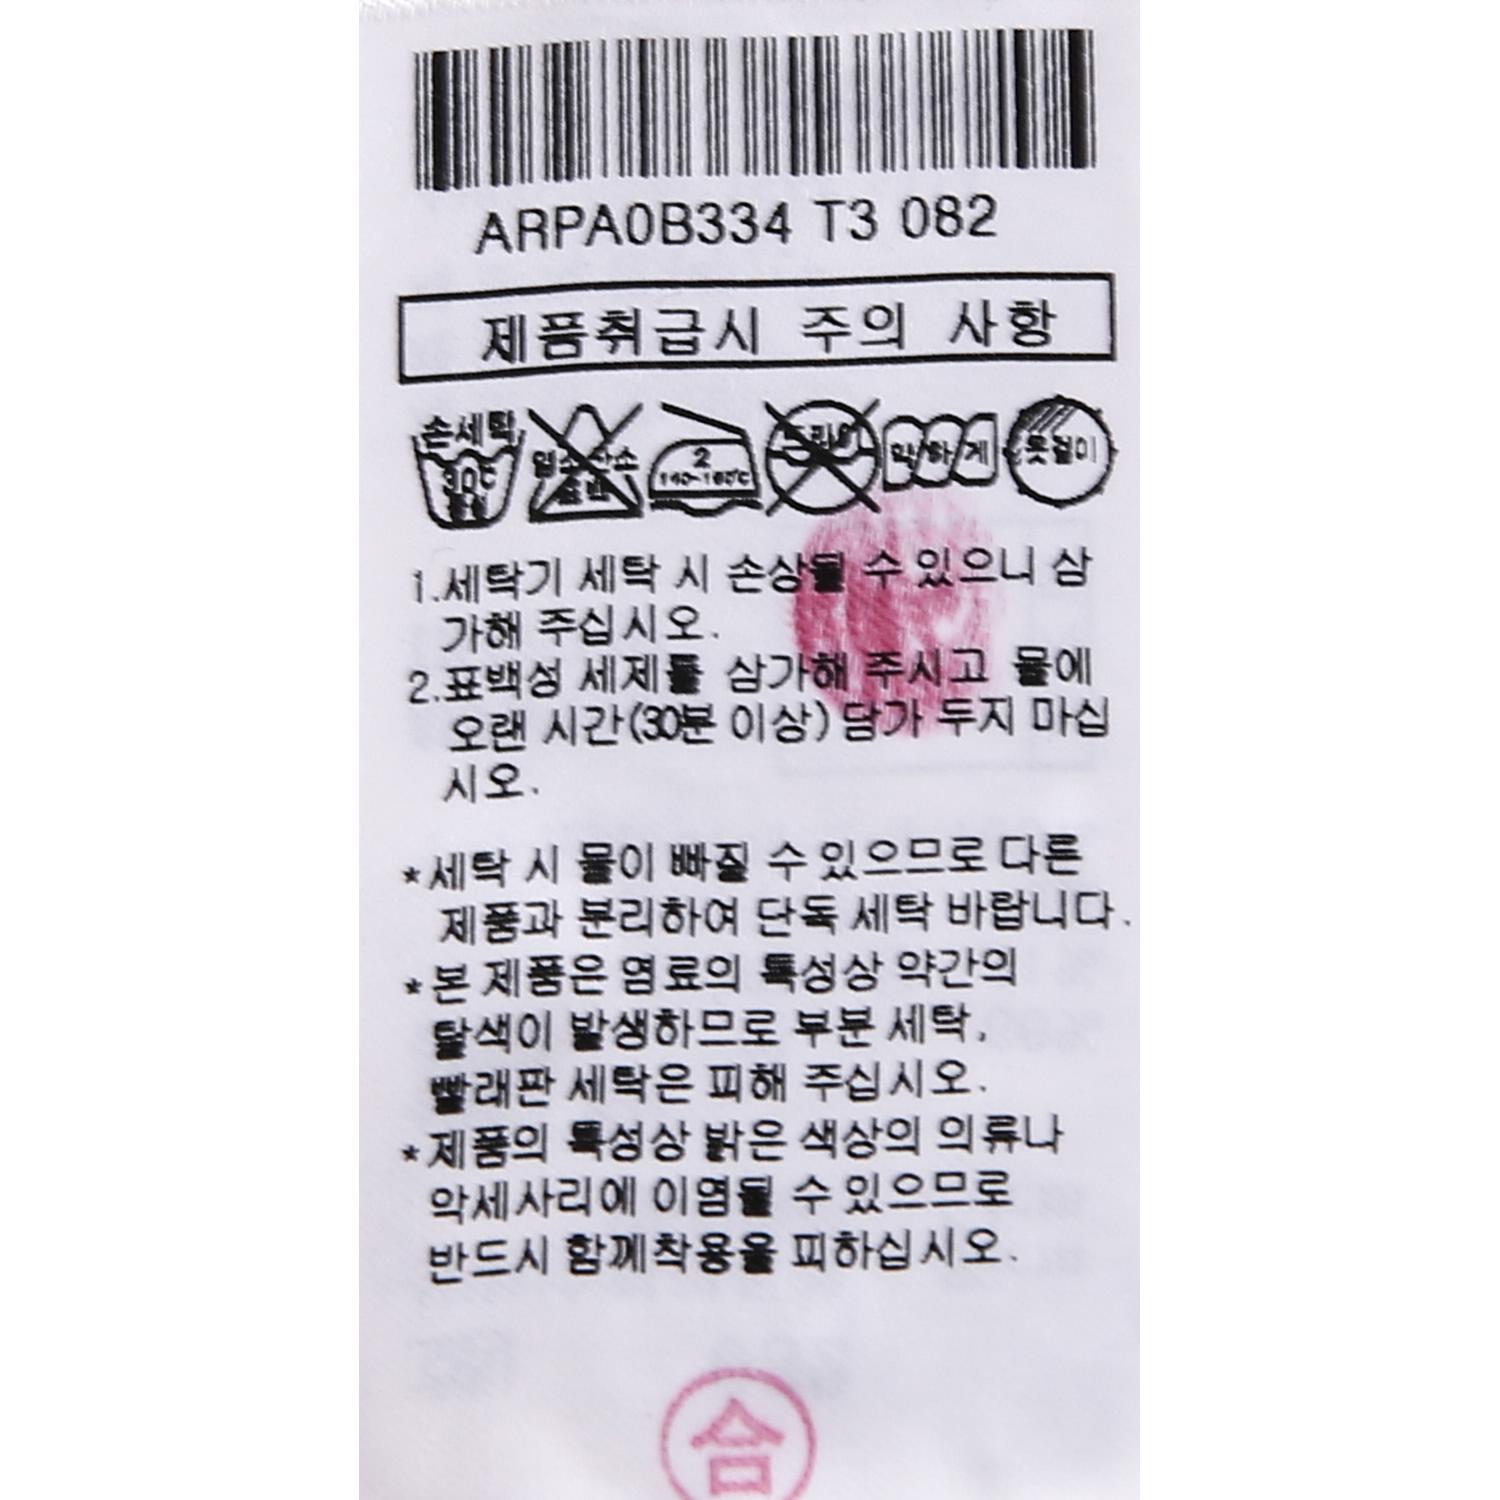 ARPA0B334 T3 082
제품취급시 주의 사항
손세탁
30℃
중성
염소산소
표백
2
140~160℃
드라이
약하게
옷걸이
1.세탁기 세탁 시 손상될 수 있으니 삼
가해 주십시오.
2.표백성 세제를 삼가해 주시고 물에
오랜 시간(30분 이상) 담가 두지 마십
시오.
*세탁 시 물이 빠질 수 있으므로 다른
제품과 분리하여 단독 세탁 바랍니다.
*본 제품은 염료의 특성상 약간의
탈색이 발생하므로 부분 세탁,
빨래판 세탁은 피해 주십시오.
*제품의 특성상 밝은 색상의 의류나
악세사리에 이염될 수 있으므로
반드시 함께착용을 피하십시오.
合